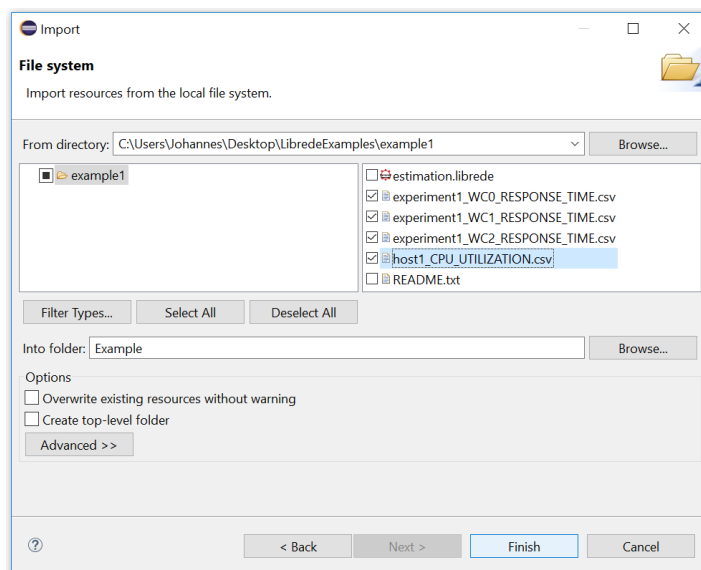 Import
File system
Import resources from the local file system.
From directory: C:\Users\Johannes\Desktop\LibredeExamples\example1 Browse...
example1
estimation.librede
experiment1_WC0_RESPONSE_TIME.csv
experiment1_WC1_RESPONSE_TIME.csv
experiment1_WC2_RESPONSE_TIME.csv
host1_CPU_UTILIZATION.csv
README.txt
Filter Types... Select All Deselect All
Into folder: Example Browse...
Options
Overwrite existing resources without warning
Create top-level folder
Advanced >>
? < Back Next > Finish Cancel